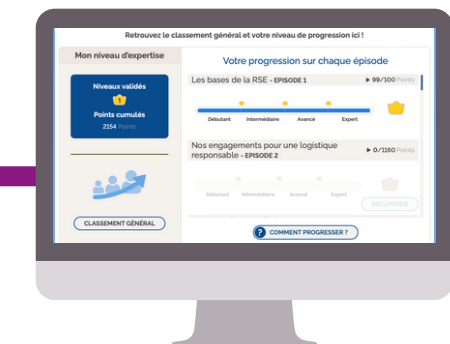 Retrouvez le classement général et votre niveau de progression ici !
Mon niveau d'expertise
Niveaux validés
1
Points cumulés
2154 Points
CLASSEMENT GÉNÉRAL
Votre progression sur chaque épisode
Les bases de la RSE - EPISODE 1
99/100 Points
Débutant Intermédiaire Avancé Expert
Nos engagements pour une logistique
responsable - EPISODE 2
0/1160 Points
Débutant Intermédiaire Avancé Expert
RÉCUPÉRER
? COMMENT PROGRESSER ?